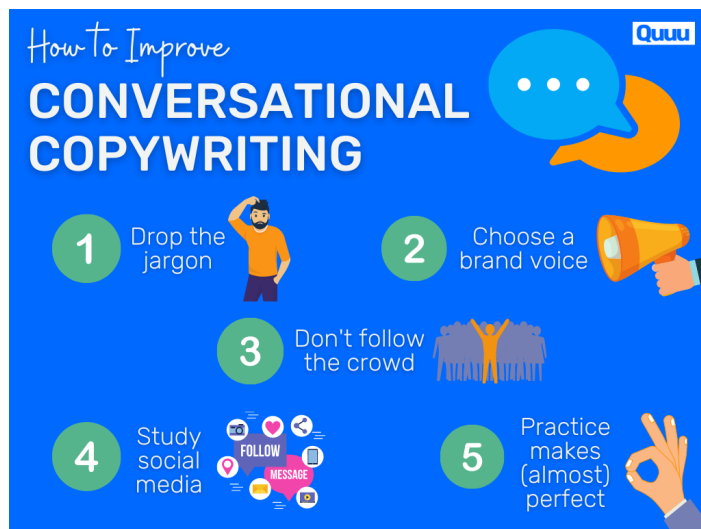 How to Improve
Quuu
CONVERSATIONAL
COPYWRITING
1
Drop the
jargon
2
Choose a
brand voice
3
Don't follow
the crowd
4
Study
social
media
FOLLOW
MESSAGE
5
Practice
makes
(almost)
perfect